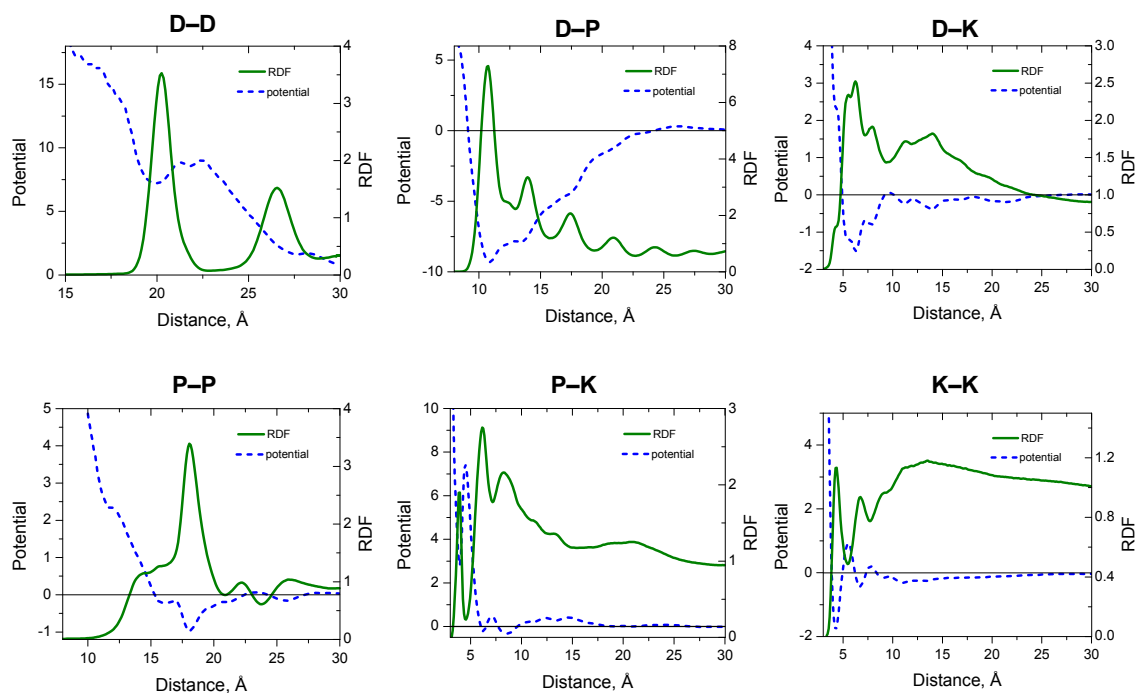 D–D
D–P
D–K
RDF
potential
RDF
potential
RDF
potential
Potential
RDF
Potential
RDF
Potential
RDF
15
10
5
0
4
3
2
1
0
5
0
-5
-10
8
6
4
2
0
4
3
2
1
0
-1
-2
3.0
2.5
2.0
1.5
1.0
0.5
0.0
15 20 25 30
10 15 20 25 30
5 10 15 20 25 30
Distance, Å
Distance, Å
Distance, Å
P–P
P–K
K–K
RDF
potential
RDF
potential
RDF
potential
Potential
RDF
Potential
RDF
Potential
RDF
5
4
3
2
1
0
-1
4
3
2
1
0
10
8
6
4
2
0
3
2
1
0
4
2
0
-2
1.2
0.8
0.4
0.0
10 15 20 25 30
5 10 15 20 25 30
5 10 15 20 25 30
Distance, Å
Distance, Å
Distance, Å